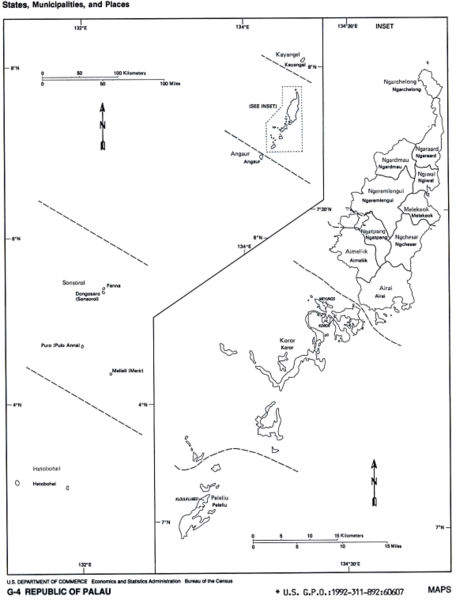 States, Municipalities, and Places
132°E
134°E
134°30'E
INSET
Kayangel
Kayangel
8°N
8°N
Ngarchelong
Ngarchelong
0 50 100 Kilometers
0 50 100 Miles
(SEE INSET)
N
Ngaraard
Ngaraard
Angaur
Angaur
Ngardmau
Ngardmau
Ngiwal
Ngiwal
Ngeremlengui
Ngeremlengui
Melekeok
Melekeok
7°30'N
Ngatpang
Ngatpang
Ngchesar
Ngchesar
6°N
6°N
134°E
Aimeliik
Aimeliik
Sonsorol
Fanna
Dongosaro
(Sonsorol)
Airai
Airai
Koror
Koror
Puro (Pulo Anna)
Melieli (Merir)
4°N
4°N
Hatobohei
Hatobohei
N
Peleliu
Peleliu
7°N
7°N
0 5 10 15 Kilometers
0 5 10 15 Miles
132°E
134°30'E
U.S. DEPARTMENT OF COMMERCE Economics and Statistics Administration Bureau of the Census
G-4 REPUBLIC OF PALAU
* U.S. G.P.O.:1992-311-892:60607
MAPS